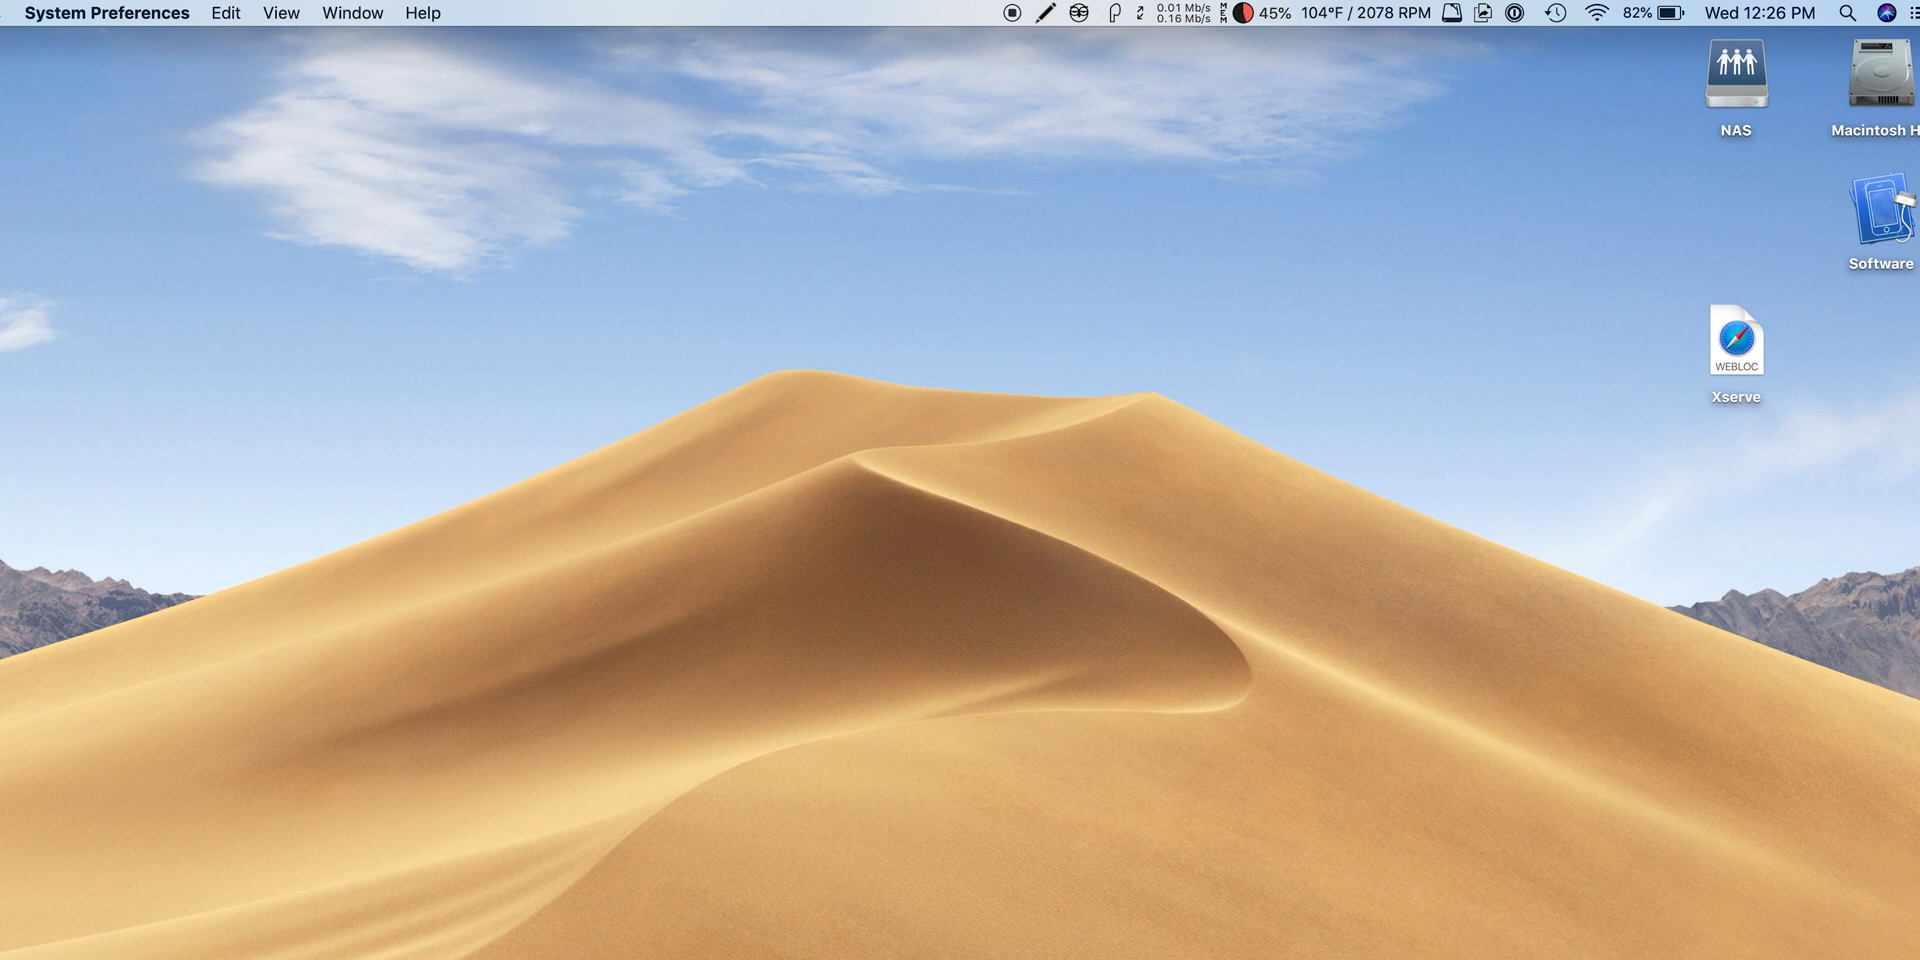 System Preferences Edit View Window Help 0.01 Mb/s 0.16 Mb/s MEM 45% 104°F / 2078 RPM 82% Wed 12:26 PM
NAS
Macintosh H
Software
WEBLOC
Xserve